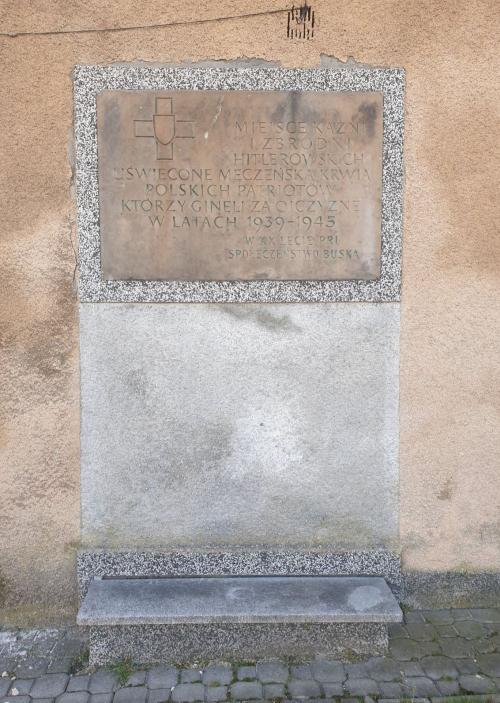 MIEJSCE KAŹNI
I ZBRODNI
HITLEROWSKICH
UŚWIĘCONE MĘCZEŃSKĄ KRWIĄ
POLSKICH PATRIOTÓW
KTÓRZY GINĘLI ZA OJCZYZNĘ
W LATACH 1939-1945
W XX LECIE PRL
SPOŁECZEŃSTWO BUSKA